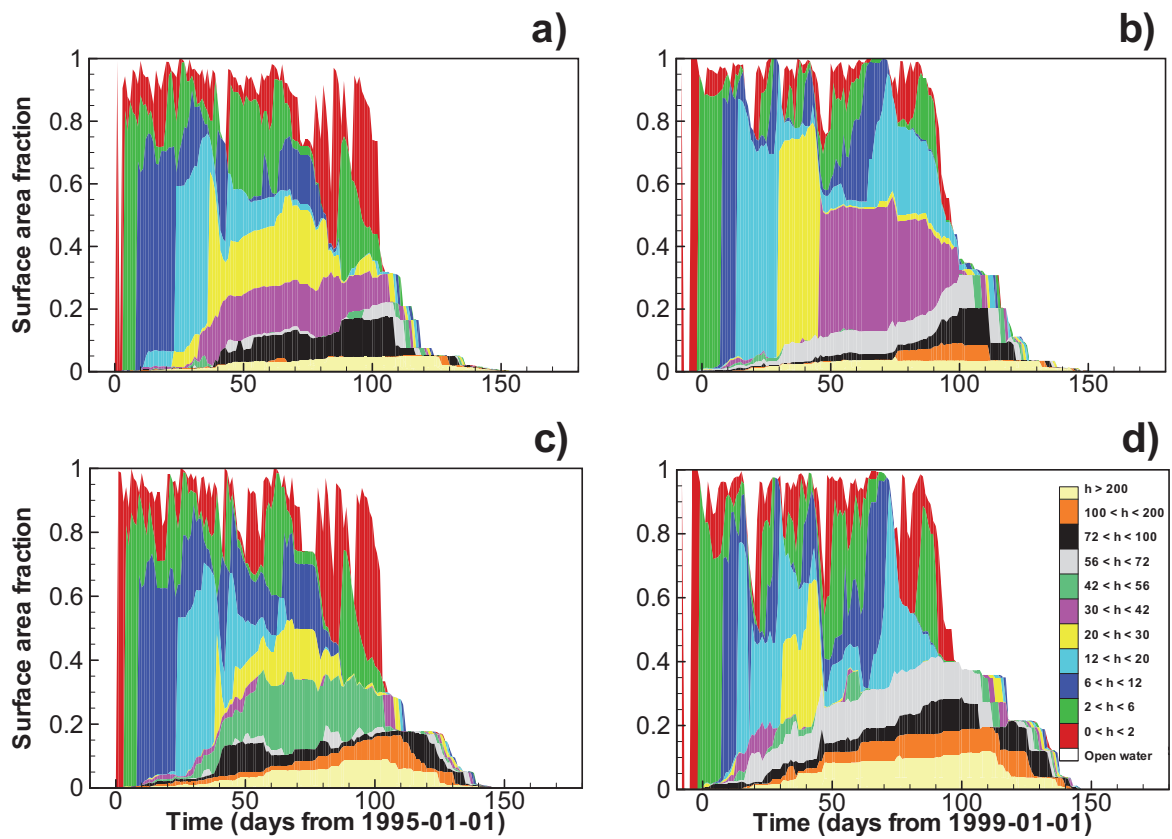 a)
b)
Surface area fraction
1
0.8
0.6
0.4
0.2
0
0 50 100 150
1
0.8
0.6
0.4
0.2
0
0 50 100 150
c)
d)
Surface area fraction
1
0.8
0.6
0.4
0.2
0
0 50 100 150
Time (days from 1995-01-01)
1
0.8
0.6
0.4
0.2
0
0 50 100 150
Time (days from 1999-01-01)
h > 200
100 < h < 200
72 < h < 100
56 < h < 72
42 < h < 56
30 < h < 42
20 < h < 30
12 < h < 20
6 < h < 12
2 < h < 6
0 < h < 2
Open water